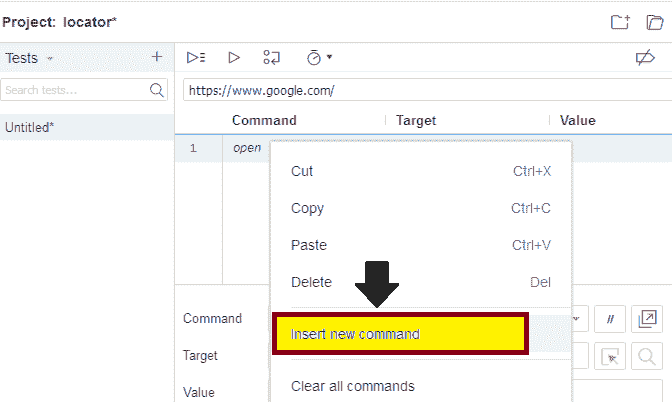 Project: locator*
Tests
Search tests...
https://www.google.com/
Untitled*
Command Target Value
1 open
Cut Ctrl+X
Copy Ctrl+C
Paste Ctrl+V
Delete Del
Insert new command
Clear all commands
Command //
Target
Value